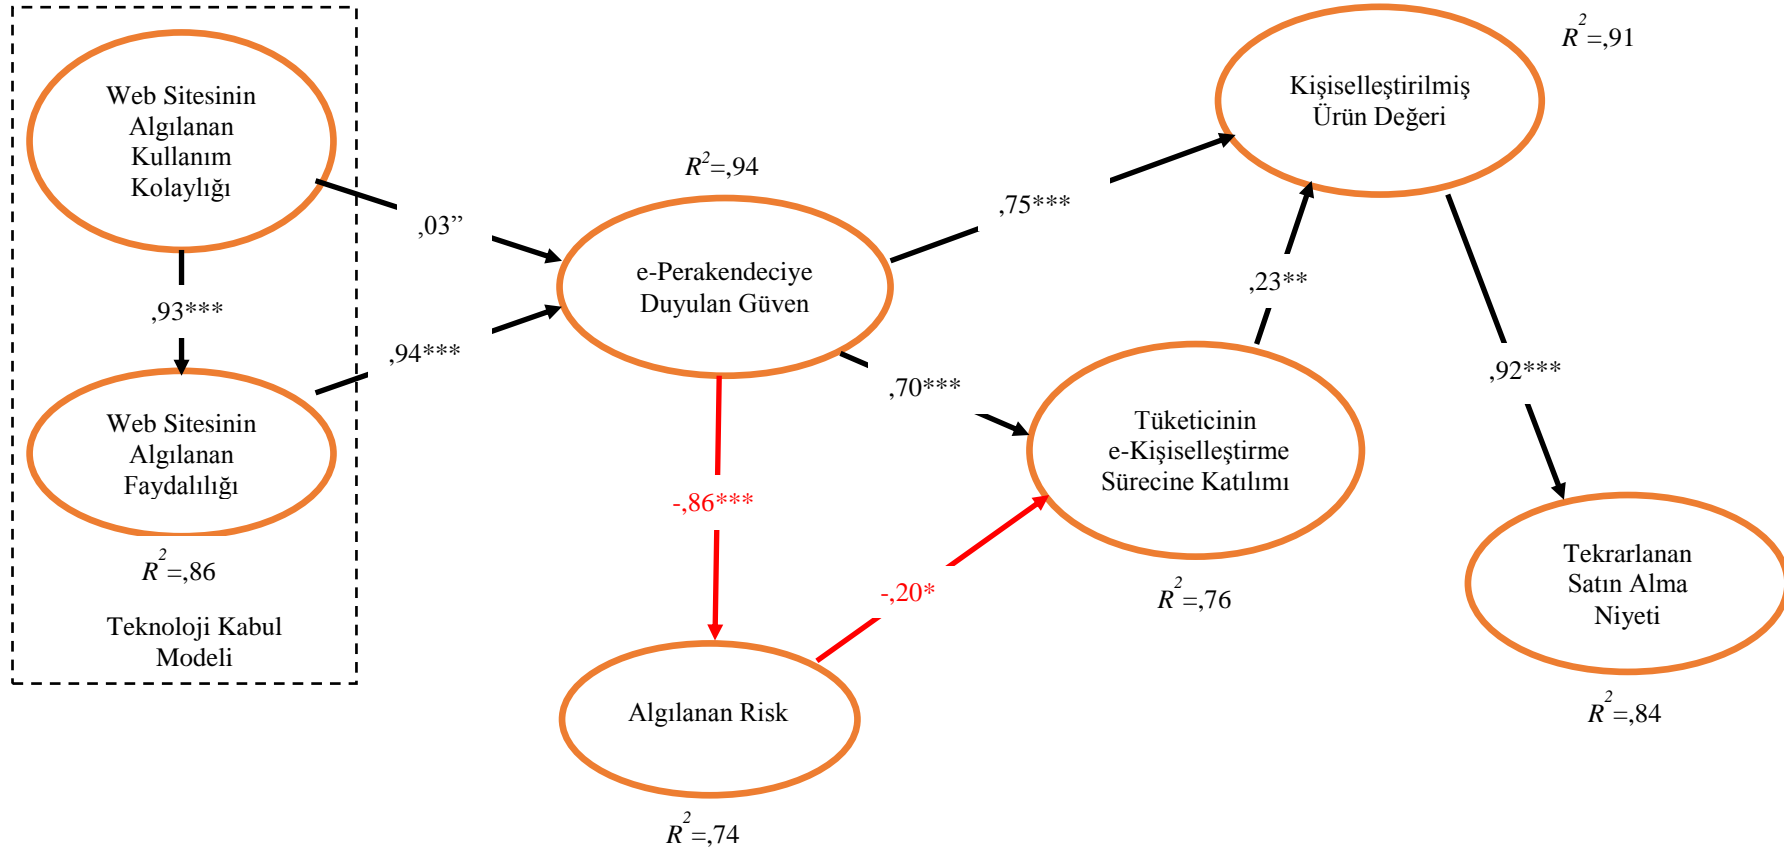 Web Sitesinin
Algılanan
Kullanım
Kolaylığı
,93***
Web Sitesinin
Algılanan
Faydalılığı
R²=,86
Teknoloji Kabul
Modeli
,03”
,94***
R²=,94
e-Perakendeciye
Duyulan Güven
-,86***
Algılanan Risk
R²=,74
,75***
,70***
-,20*
Kişiselleştirilmiş
Ürün Değeri
R²=,91
,23**
Tüketicinin
e-Kişiselleştirme
Sürecine Katılımı
R²=,76
,92***
Tekrarlanan
Satın Alma
Niyeti
R²=,84